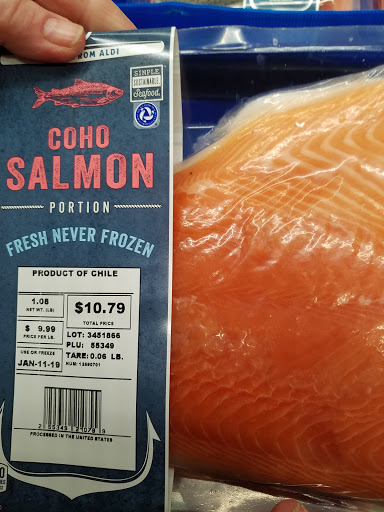 ROM ALDI
SIMPLE
SUSTAINABLE
Seafood.
COHO
SALMON
PORTION
FRESH NEVER FROZEN
PRODUCT OF CHILE
1.08
NET WT. (LB)
$10.79
TOTAL PRICE
$ 9.99
PRICE PER LB.
LOT: 3451866
PLU: 55349
TARE: 0.06 LB.
USE OR FREEZE
JAN-11-19
PROCESSED IN THE UNITED STATES